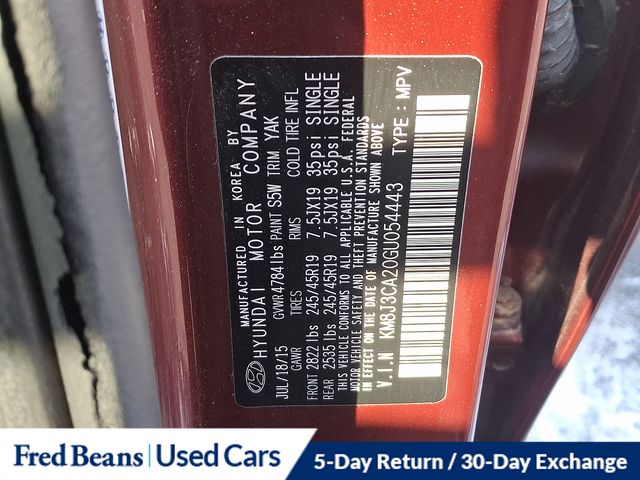 MANUFACTURED IN KOREA BY
HYUNDAI MOTOR COMPANY
JUL/18/15 GVWR 4784 lbs PAINT S5W TRIM YAK
GAWR TIRES RIMS COLD TIRE INFL
FRONT 2822 lbs 245/45R19 7.5JX19 35psi SINGLE
REAR 2535 lbs 245/45R19 7.5JX19 35psi SINGLE
THIS VEHICLE CONFORMS TO ALL APPLICABLE U.S.A. FEDERAL
MOTOR VEHICLE SAFETY AND THEFT PREVENTION STANDARDS
IN EFFECT ON THE DATE OF MANUFACTURE SHOWN ABOVE
V.I.N KM8J3CA20GU054443 TYPE : MPV
Fred Beans | Used Cars
5-Day Return / 30-Day Exchange